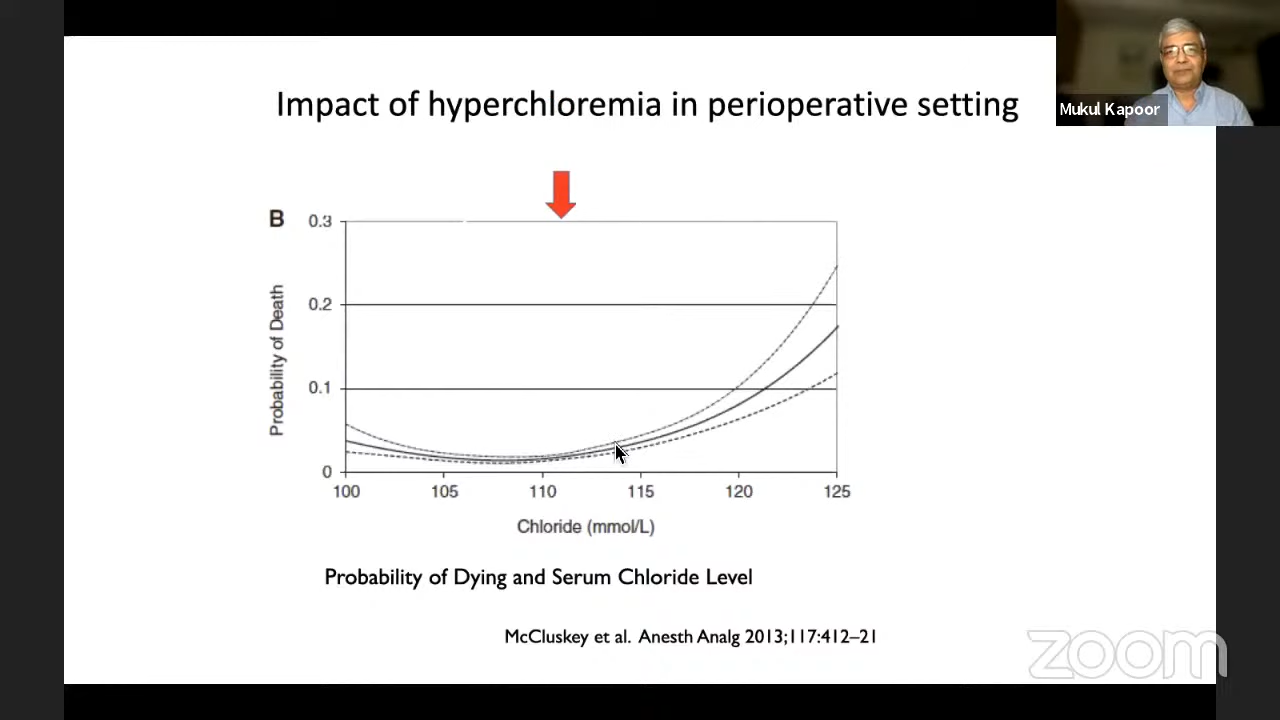 Impact of hyperchloremia in perioperative setting
Mukul Kapoor
B
0.3
0.2
0.1
0
Probability of Death
100 105 110 115 120 125
Chloride (mmol/L)
Probability of Dying and Serum Chloride Level
McCluskey et al. Anesth Analg 2013;117:412–21
zoom